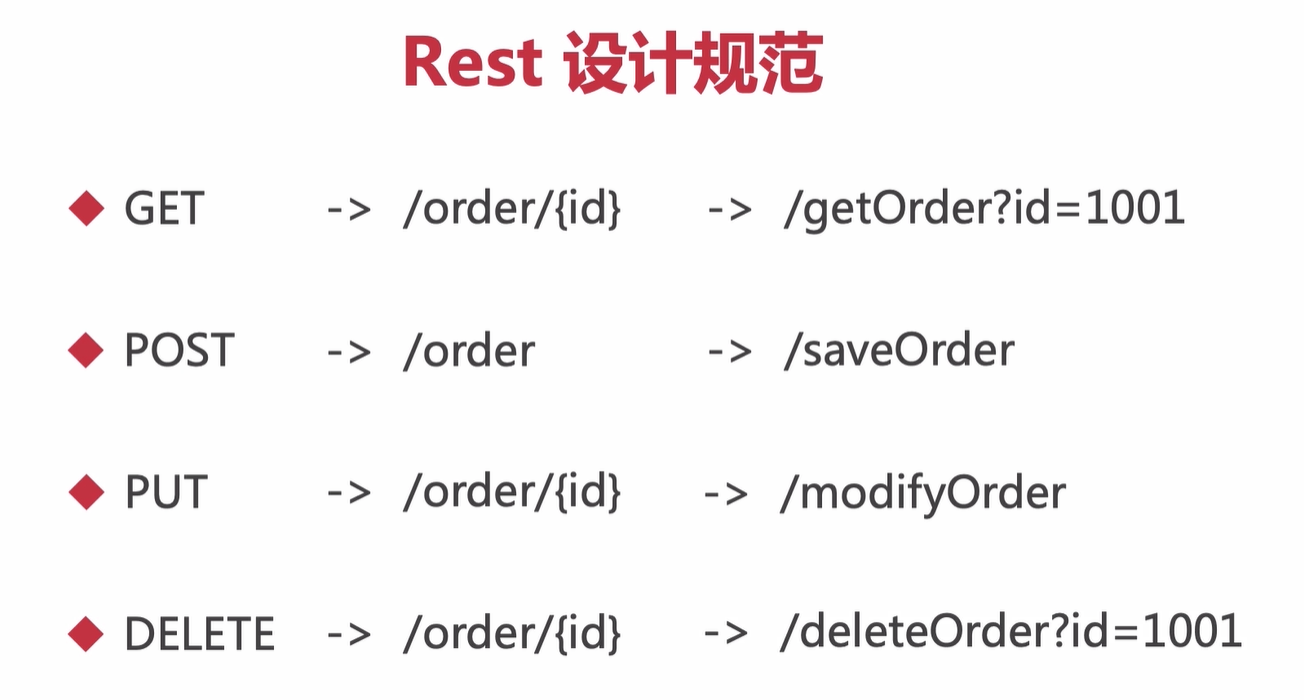 Rest 设计规范
GET -> /order/{id} -> /getOrder?id=1001
POST -> /order -> /saveOrder
PUT -> /order/{id} -> /modifyOrder
DELETE -> /order/{id} -> /deleteOrder?id=1001